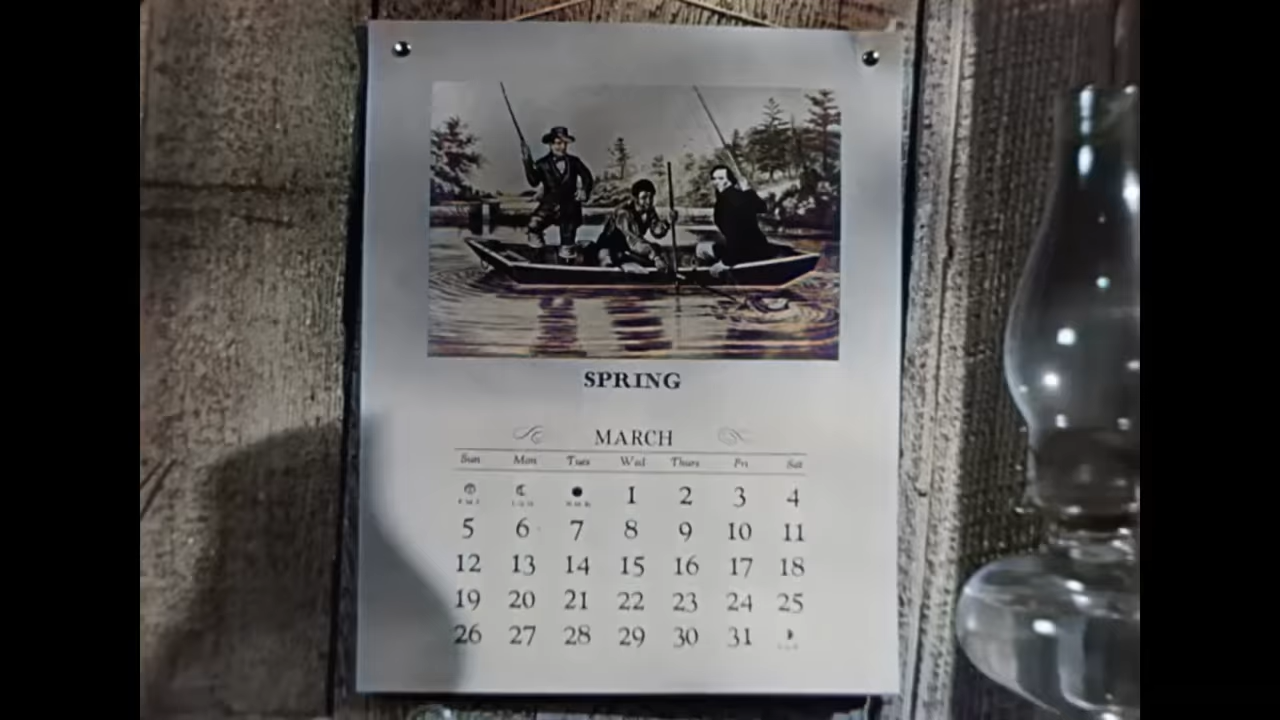 SPRING
MARCH
Sun Mon Tues Wed Thurs Fri Sat
1 2 3 4
5 6 7 8 9 10 11
12 13 14 15 16 17 18
19 20 21 22 23 24 25
26 27 28 29 30 31